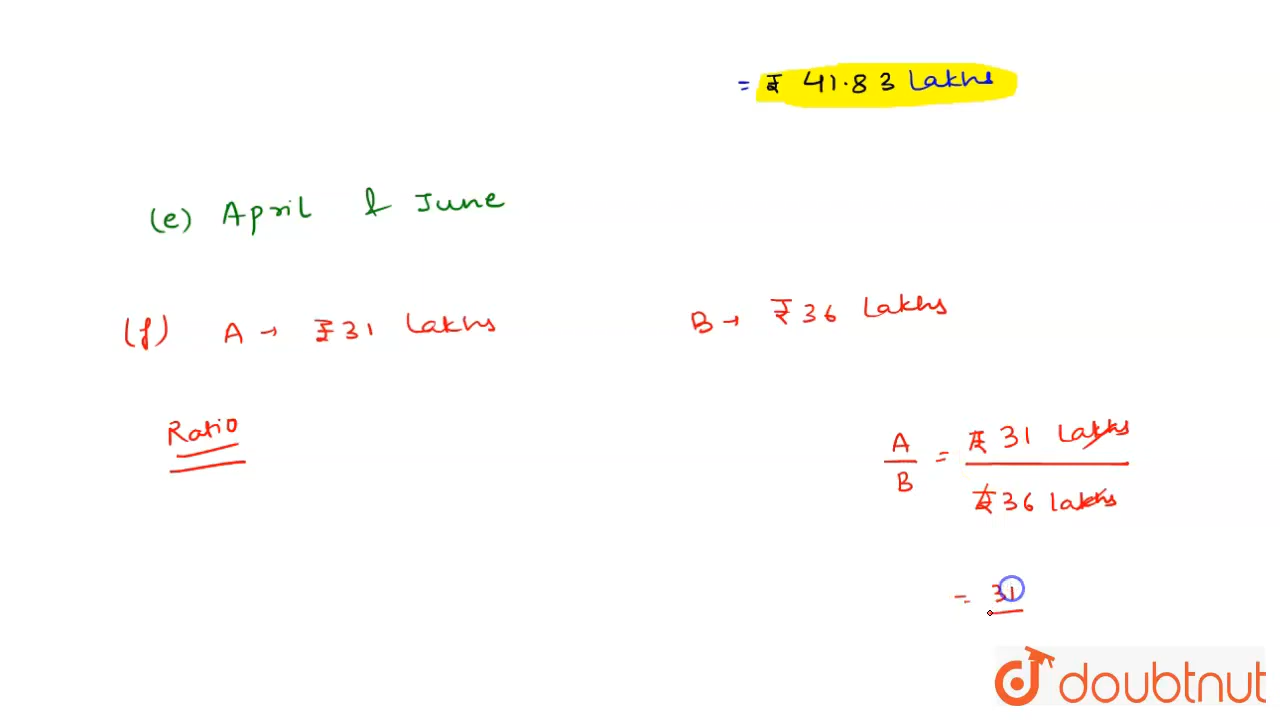 = ₹ 41.83 Lakhs
(e) April & June
(f) A → ₹ 31 Lakhs B → ₹ 36 Lakhs
Ratio
A/B = ₹ 31 Lakhs / ₹ 36 lakhs
= 31
doubtnut